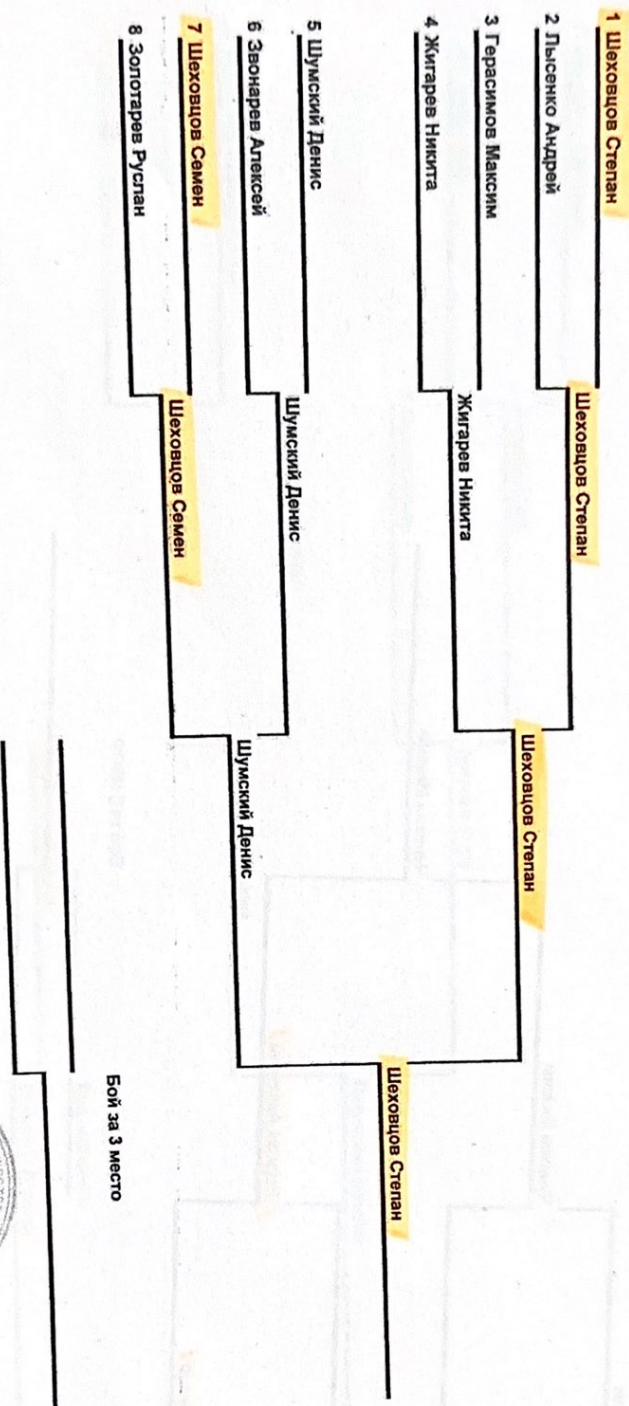 1 Шеховцов Степан
2 Лысенко Андрей
3 Герасимов Максим
4 Жигарев Никита
5 Шумский Денис
6 Звонарев Алексей
7 Шеховцов Семен
8 Золотарев Руслан
Шеховцов Степан
Жигарев Никита
Шумский Денис
Шеховцов Семен
Шеховцов Степан
Шумский Денис
Шеховцов Степан
Бой за 3 место